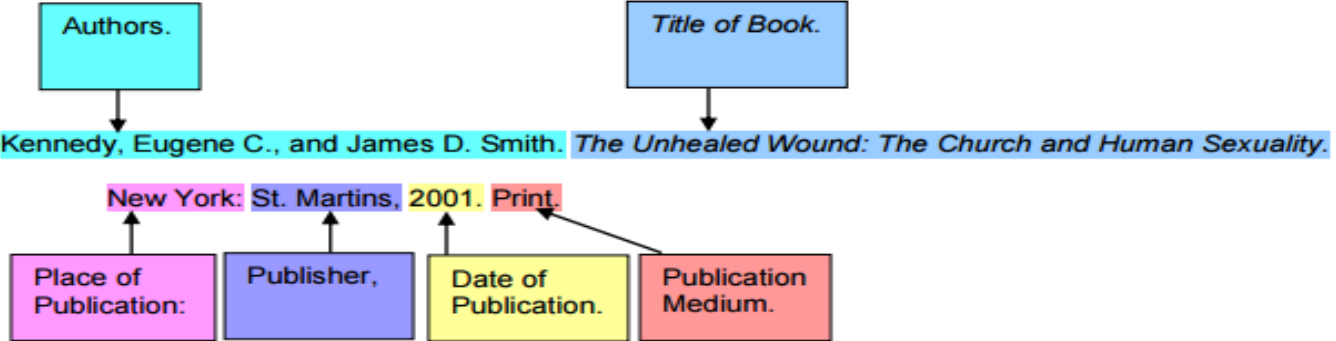 Authors.
Title of Book.
Kennedy, Eugene C., and James D. Smith. The Unhealed Wound: The Church and Human Sexuality.
New York: St. Martins, 2001. Print.
Place of
Publication:
Publisher,
Date of
Publication.
Publication
Medium.